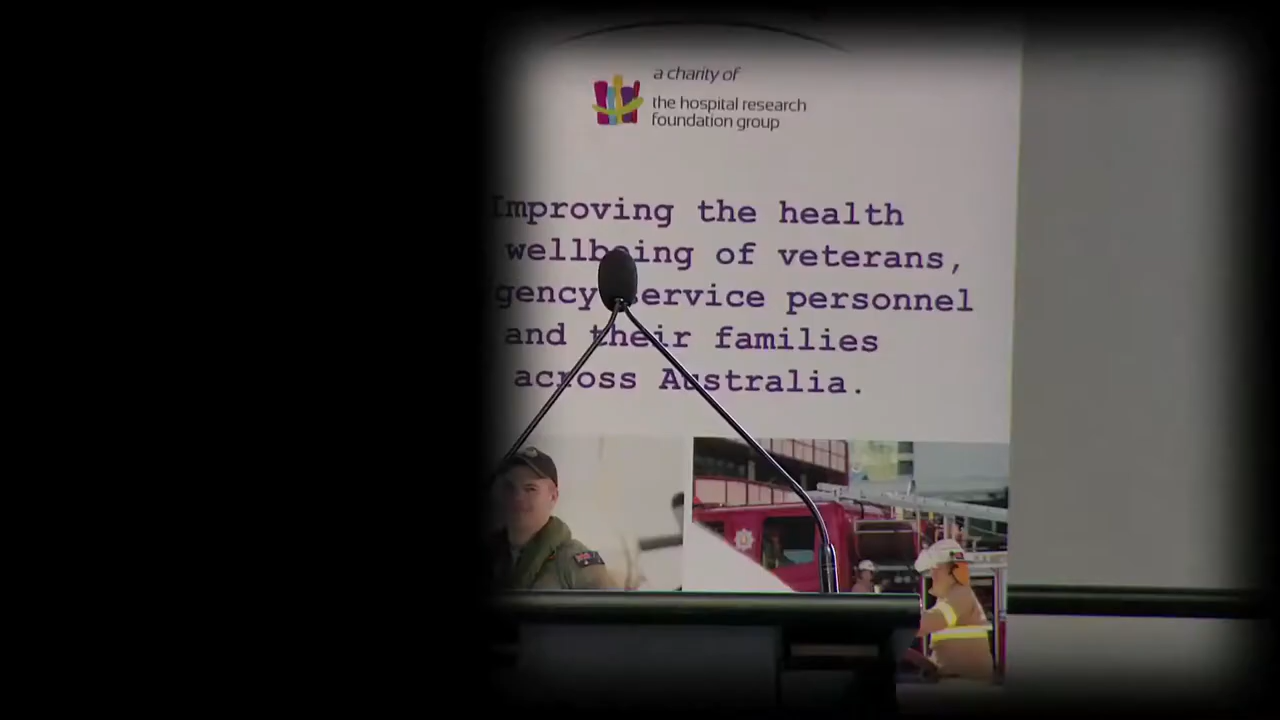 a charity of
the hospital research
foundation group
Improving the health
wellbeing of veterans,
service personnel
and their families
across Australia.